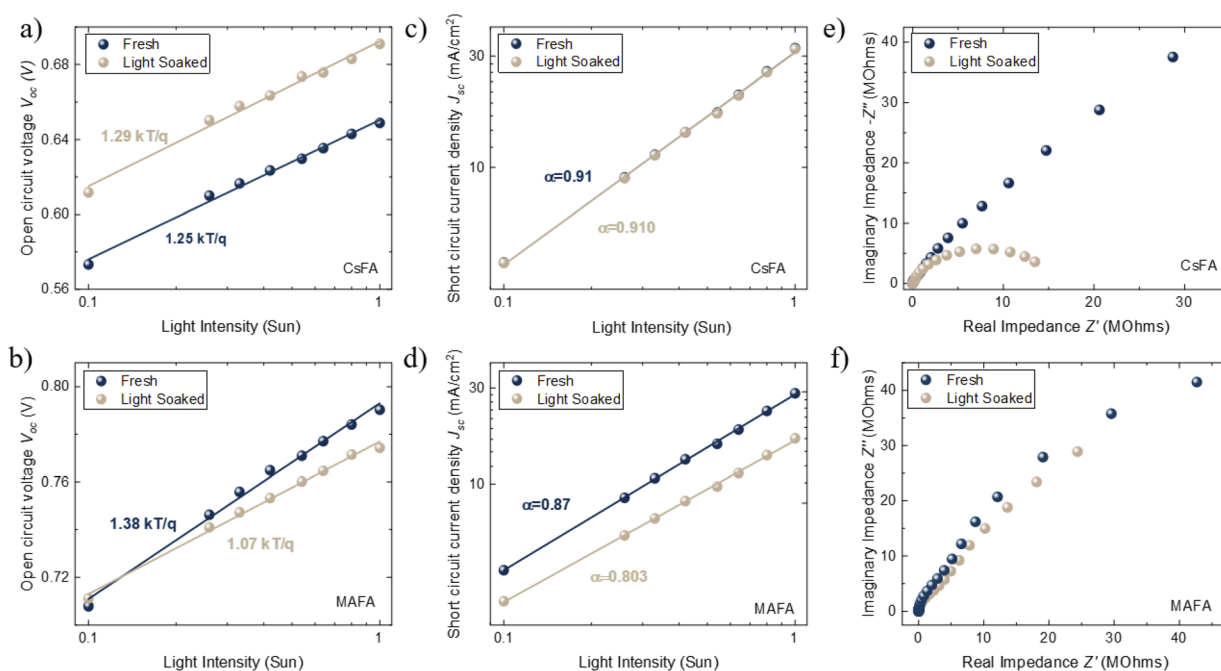 a)
Open circuit voltage Voc (V)
0.68
0.64
0.60
0.56
Fresh
Light Soaked
1.29 kT/q
1.25 kT/q
CsFA
0.1
1
Light Intensity (Sun)
c)
Short circuit current density Jsc (mA/cm²)
30
10
Fresh
Light Soaked
α=0.91
α=0.910
CsFA
0.1
1
Light Intensity (Sun)
e)
Imaginary Impedance -Z'' (MOhms)
40
30
20
10
0
Fresh
Light Soaked
CsFA
0
10
20
30
Real Impedance Z' (MOhms)
b)
Open circuit voltage Voc (V)
0.80
0.76
0.72
Fresh
Light Soaked
1.38 kT/q
1.07 kT/q
MAFA
0.1
1
Light Intensity (Sun)
d)
Short circuit current density Jsc (mA/cm²)
30
10
Fresh
Light Soaked
α=0.87
α=0.803
MAFA
0.1
1
Light Intensity (Sun)
f)
Imaginary Impedance Z'' (MOhms)
40
30
20
10
0
Fresh
Light Soaked
MAFA
0
10
20
30
40
Real Impedance Z' (MOhms)